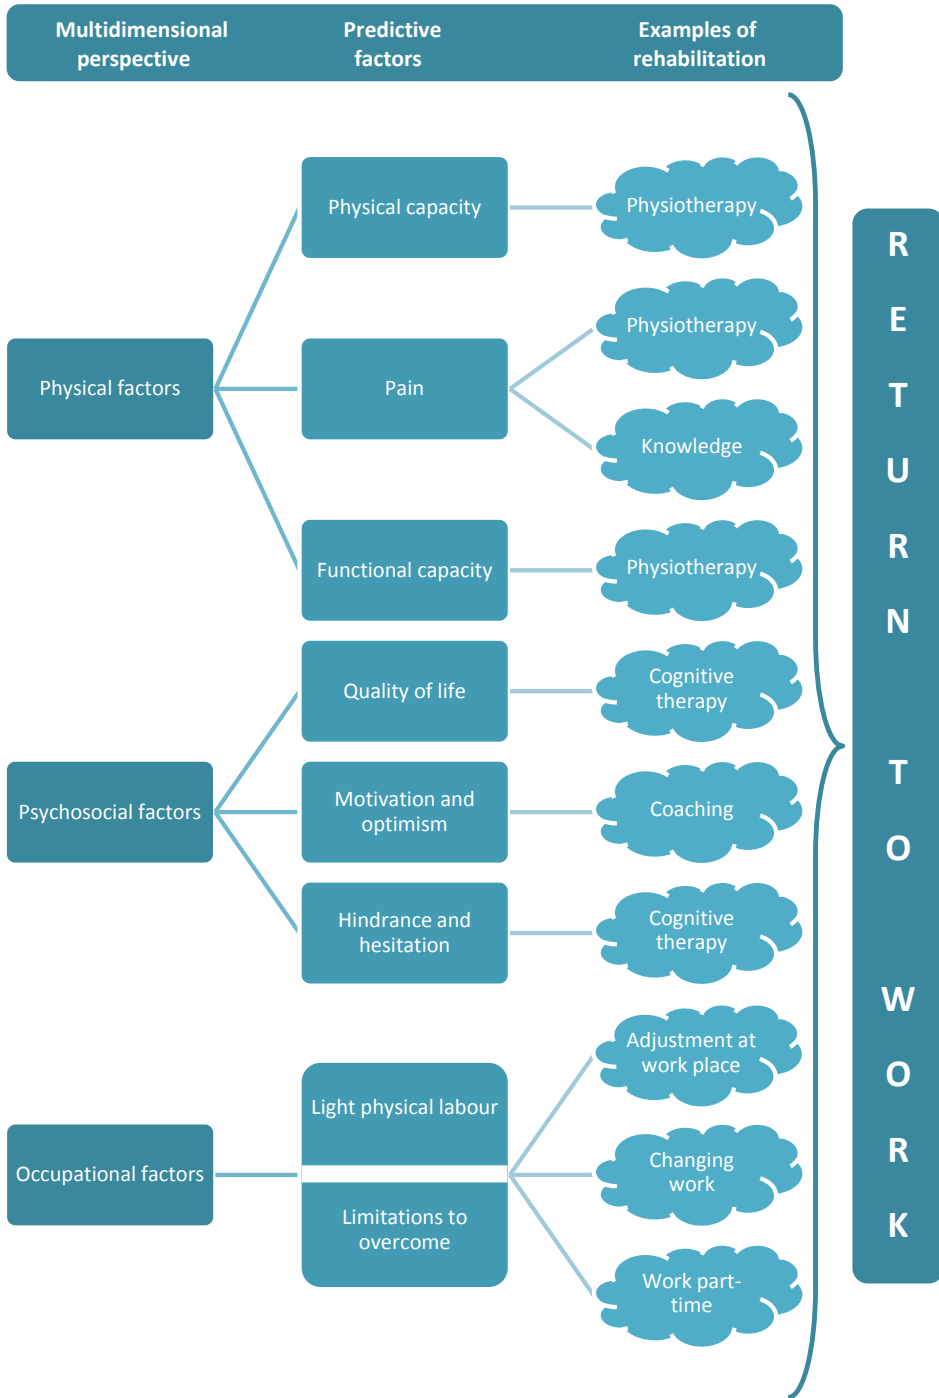 Multidimensional
perspective
Predictive
factors
Examples of
rehabilitation
Physical factors
Physical capacity
Physiotherapy
Pain
Physiotherapy
Knowledge
Functional capacity
Physiotherapy
Psychosocial factors
Quality of life
Cognitive
therapy
Motivation and
optimism
Coaching
Hindrance and
hesitation
Cognitive
therapy
Occupational factors
Light physical labour
Limitations to
overcome
Adjustment at
work place
Changing
work
Work part-
time
R
E
T
U
R
N
T
O
W
O
R
K